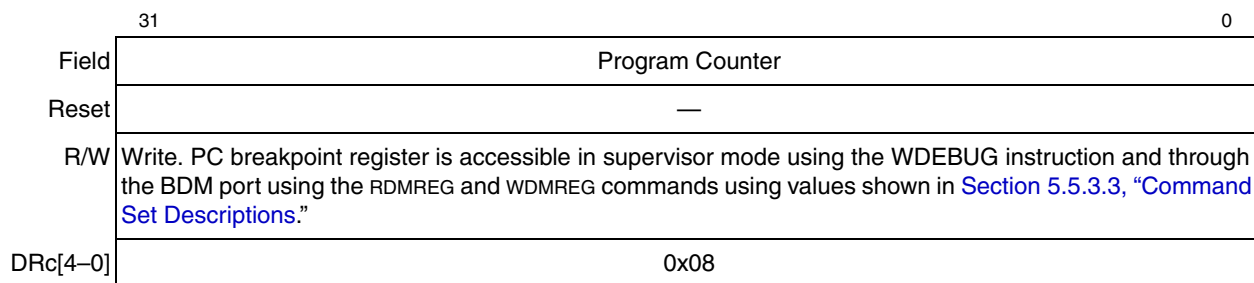 31 0
Field Program Counter
Reset —
R/W Write. PC breakpoint register is accessible in supervisor mode using the WDEBUG instruction and through
the BDM port using the RDMREG and WDMREG commands using values shown in Section 5.5.3.3, “Command
Set Descriptions.”
DRc[4–0] 0x08